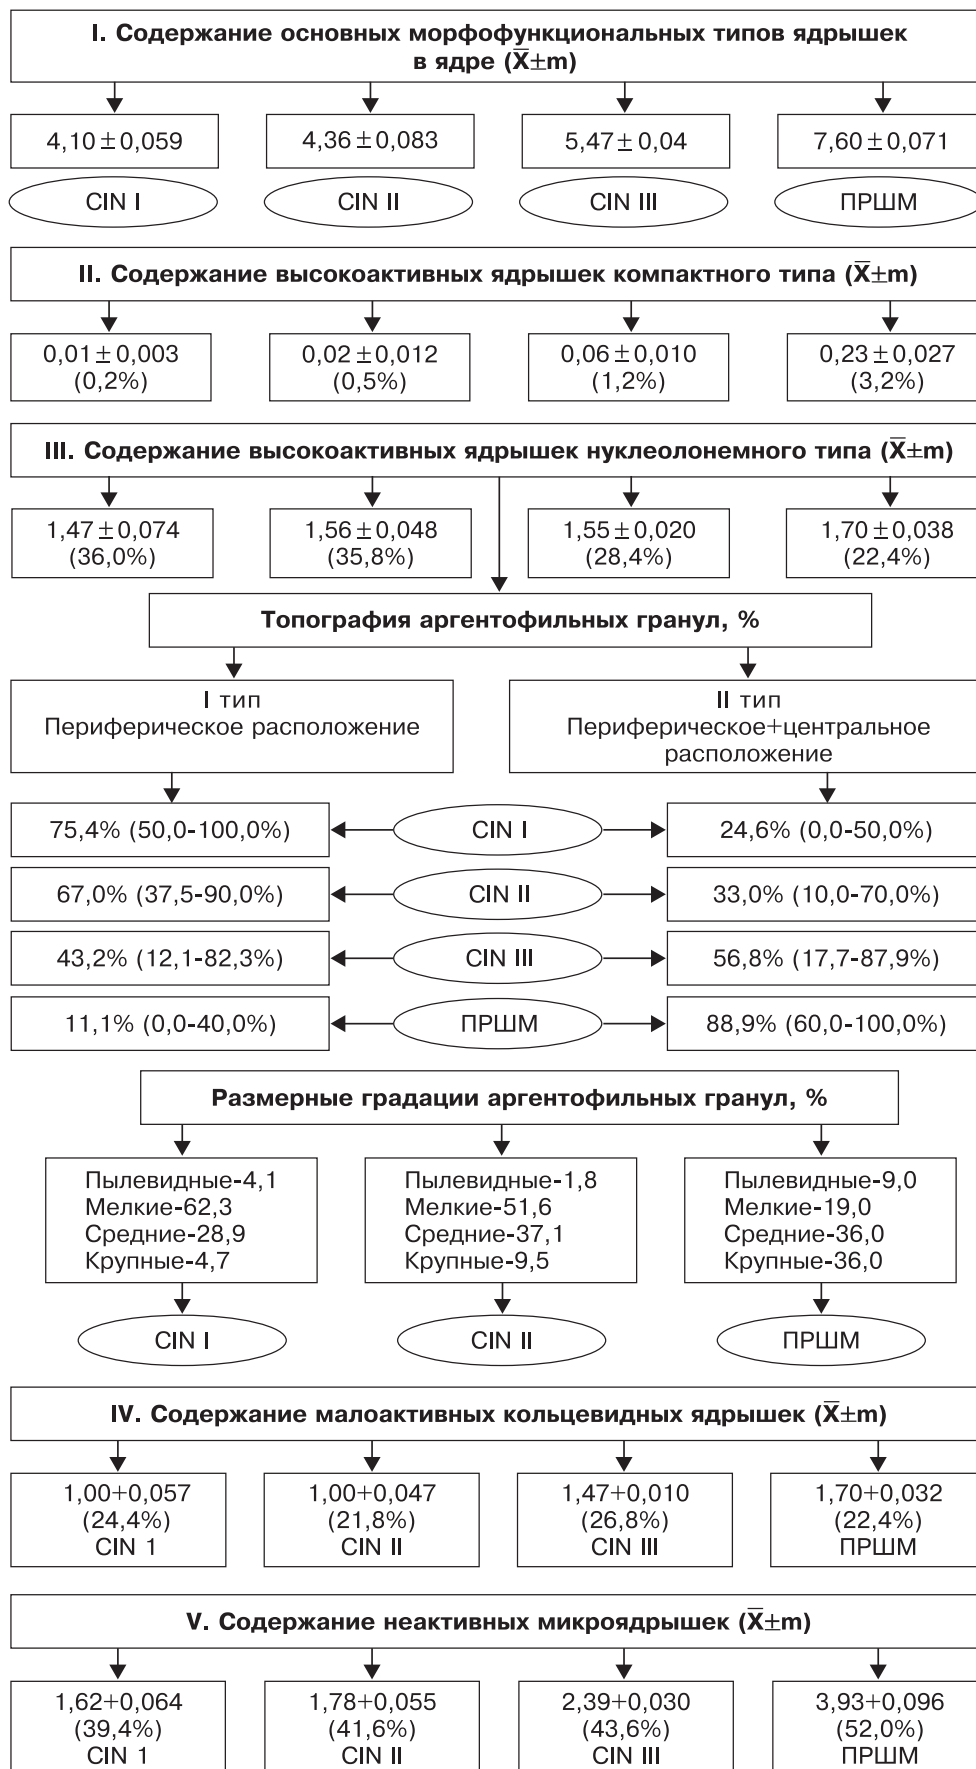 I. Содержание основных морфофункциональных типов ядрышек
в ядре (X̅±m)
4,10±0,059 4,36±0,083 5,47±0,04 7,60±0,071
CIN I CIN II CIN III ПРШМ
II. Содержание высокоактивных ядрышек компактного типа (X̅±m)
0,01±0,003 0,02±0,012 0,06±0,010 0,23±0,027
(0,2%) (0,5%) (1,2%) (3,2%)
III. Содержание высокоактивных ядрышек нуклеолонемного типа (X̅±m)
1,47±0,074 1,56±0,048 1,55±0,020 1,70±0,038
(36,0%) (35,8%) (28,4%) (22,4%)
Топография аргентофильных гранул, %
I тип
Периферическое расположение
II тип
Периферическое+центральное
расположение
75,4% (50,0-100,0%) CIN I 24,6% (0,0-50,0%)
67,0% (37,5-90,0%) CIN II 33,0% (10,0-70,0%)
43,2% (12,1-82,3%) CIN III 56,8% (17,7-87,9%)
11,1% (0,0-40,0%) ПРШМ 88,9% (60,0-100,0%)
Размерные градации аргентофильных гранул, %
Пылевидные-4,1
Мелкие-62,3
Средние-28,9
Крупные-4,7
Пылевидные-1,8
Мелкие-51,6
Средние-37,1
Крупные-9,5
Пылевидные-9,0
Мелкие-19,0
Средние-36,0
Крупные-36,0
CIN I CIN II ПРШМ
IV. Содержание малоактивных кольцевидных ядрышек (X̅±m)
1,00+0,057 1,00+0,047 1,47+0,010 1,70+0,032
(24,4%) (21,8%) (26,8%) (22,4%)
CIN 1 CIN II CIN III ПРШМ
V. Содержание неактивных микроядрышек (X̅±m)
1,62+0,064 1,78+0,055 2,39+0,030 3,93+0,096
(39,4%) (41,6%) (43,6%) (52,0%)
CIN 1 CIN II CIN III ПРШМ